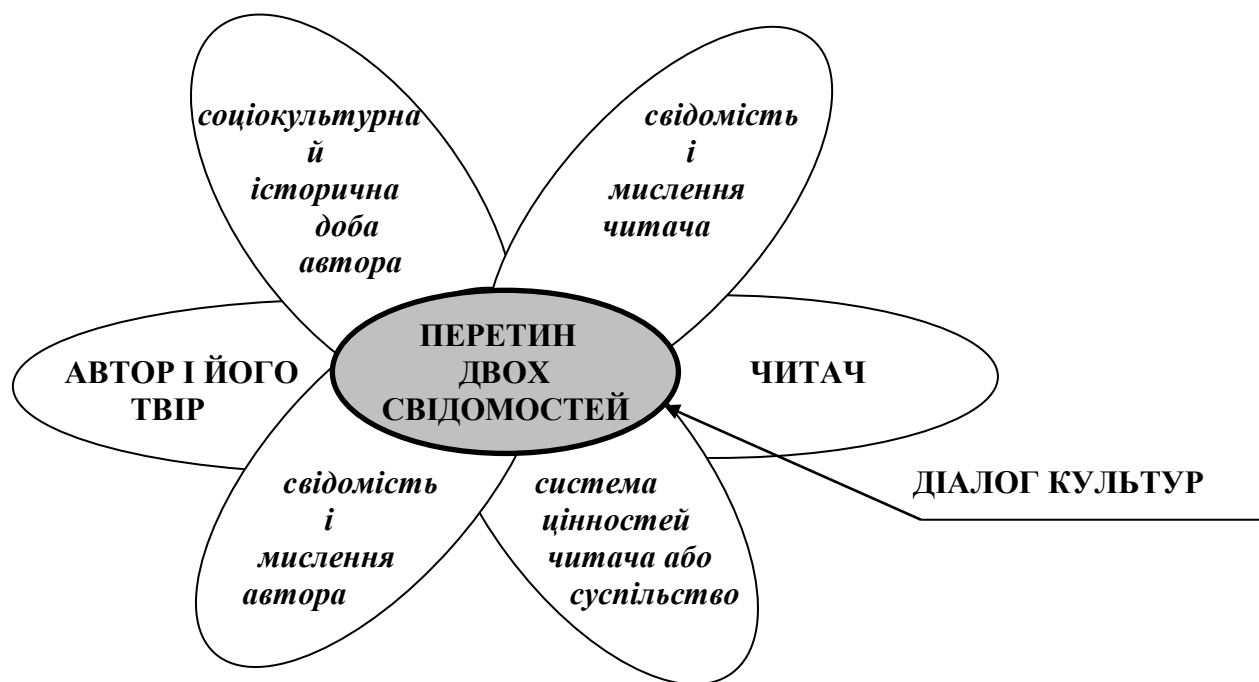 соціокультурна
й
історична
доба
автора
свідомість
і
мислення
читача
АВТОР І ЙОГО
ТВІР
ПЕРЕТИН
ДВОХ
СВІДОМОСТЕЙ
ЧИТАЧ
свідомість
і
мислення
автора
система
цінностей
читача або
суспільство
ДІАЛОГ КУЛЬТУР